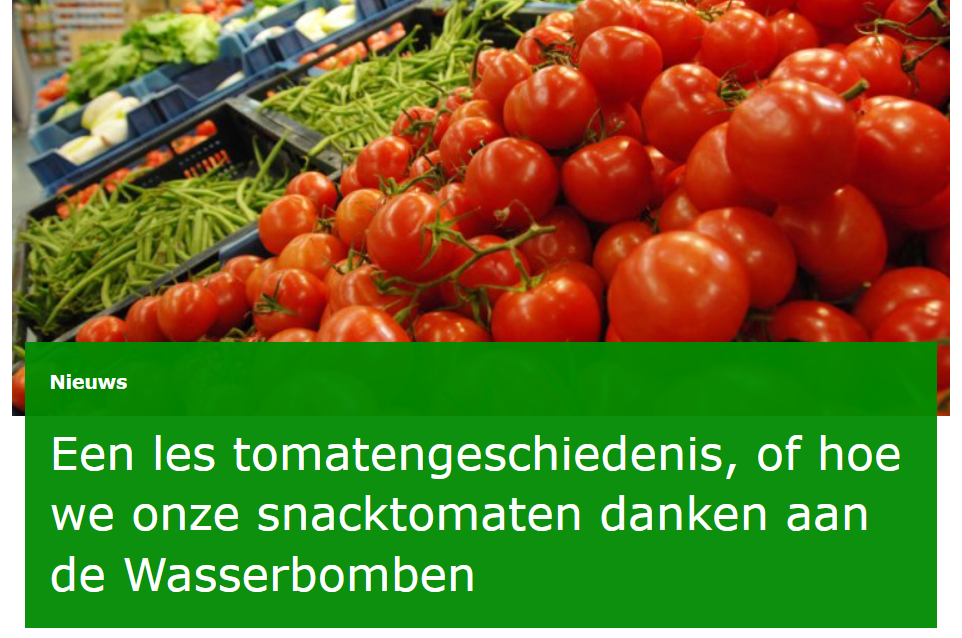 Nieuws
Een les tomatengeschiedenis, of hoe
we onze snacktomaten danken aan
de Wasserbomben